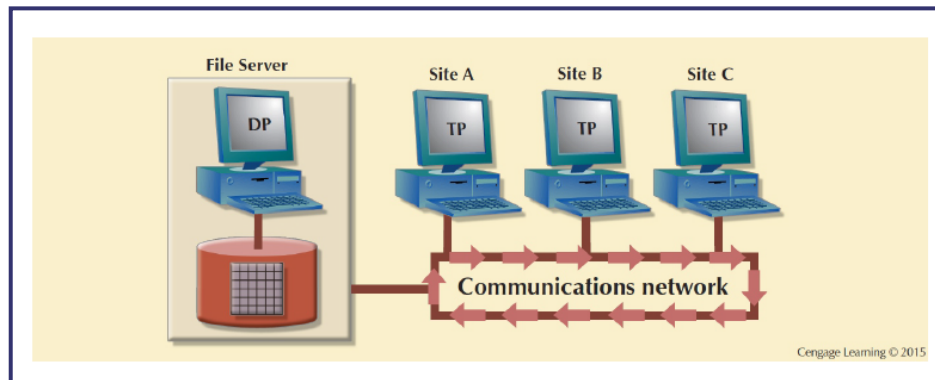 File Server
Site A
Site B
Site C
DP
TP
TP
TP
Communications network
Cengage Learning © 2015